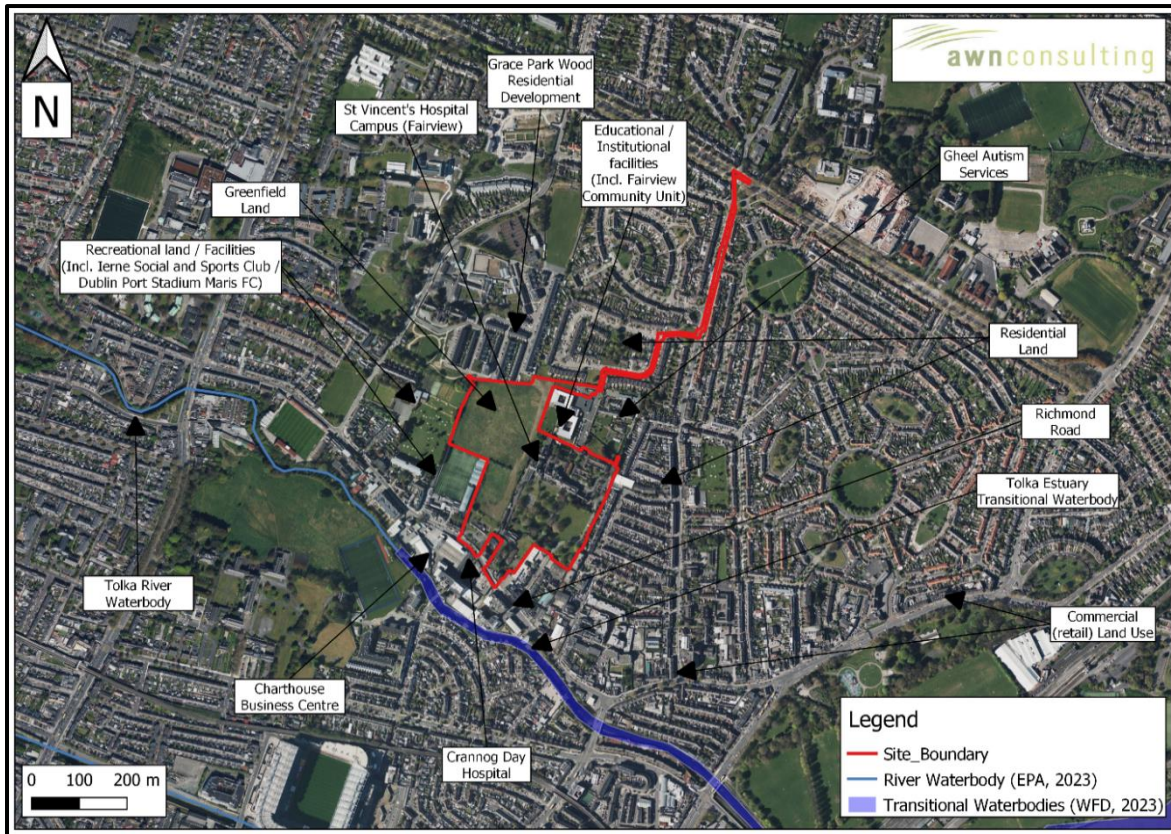 awnconsulting
N
Grace Park Wood
Residential
Development
St Vincent's Hospital
Campus (Fairview)
Educational /
Institutional
facilities
(Incl. Fairview
Community Unit)
Gheel Autism
Services
Greenfield
Land
Recreational land / Facilities
(Incl. Ierne Social and Sports Club /
Dublin Port Stadium Maris FC)
Residential
Land
Richmond
Road
Tolka Estuary
Transitional Waterbody
Tolka River
Waterbody
Commercial
(retail) Land Use
Charthouse
Business Centre
Crannog Day
Hospital
0 100 200 m
Legend
Site_Boundary
River Waterbody (EPA, 2023)
Transitional Waterbodies (WFD, 2023)